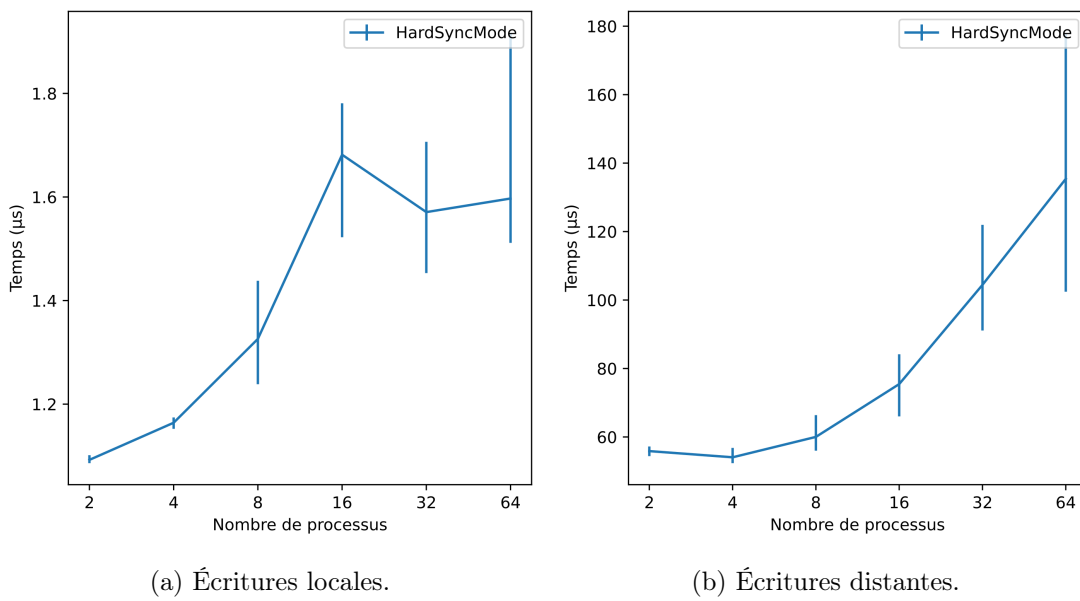 HardSyncMode
1.8
1.6
1.4
1.2
Temps (µs)
2 4 8 16 32 64
Nombre de processus
(a) Écritures locales.
HardSyncMode
180
160
140
120
100
80
60
Temps (µs)
2 4 8 16 32 64
Nombre de processus
(b) Écritures distantes.